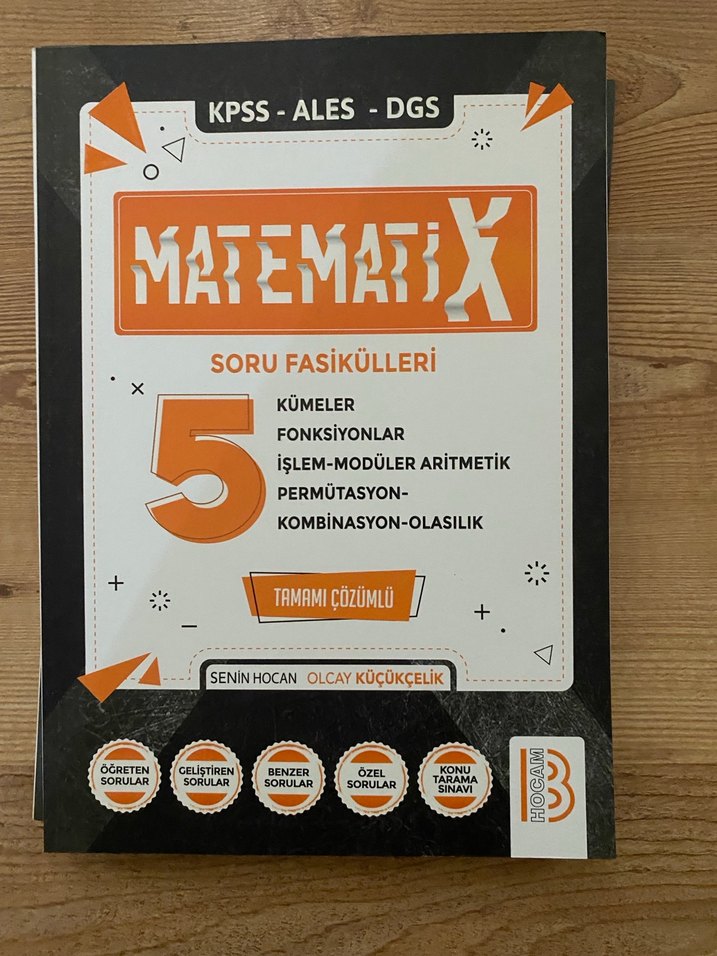 KPSS - ALES - DGS
MATEMATiX
SORU FASİKÜLLERİ
5
KÜMELER
FONKSİYONLAR
İŞLEM-MODÜLER ARİTMETİK
PERMÜTASYON-
KOMBİNASYON-OLASILIK
TAMAMI ÇÖZÜMLÜ
SENİN HOCAN OLCAY KÜÇÜKÇELİK
ÖĞRETEN
SORULAR
GELİŞTİREN
SORULAR
BENZER
SORULAR
ÖZEL
SORULAR
KONU
TARAMA
SINAVI
B HOCAM